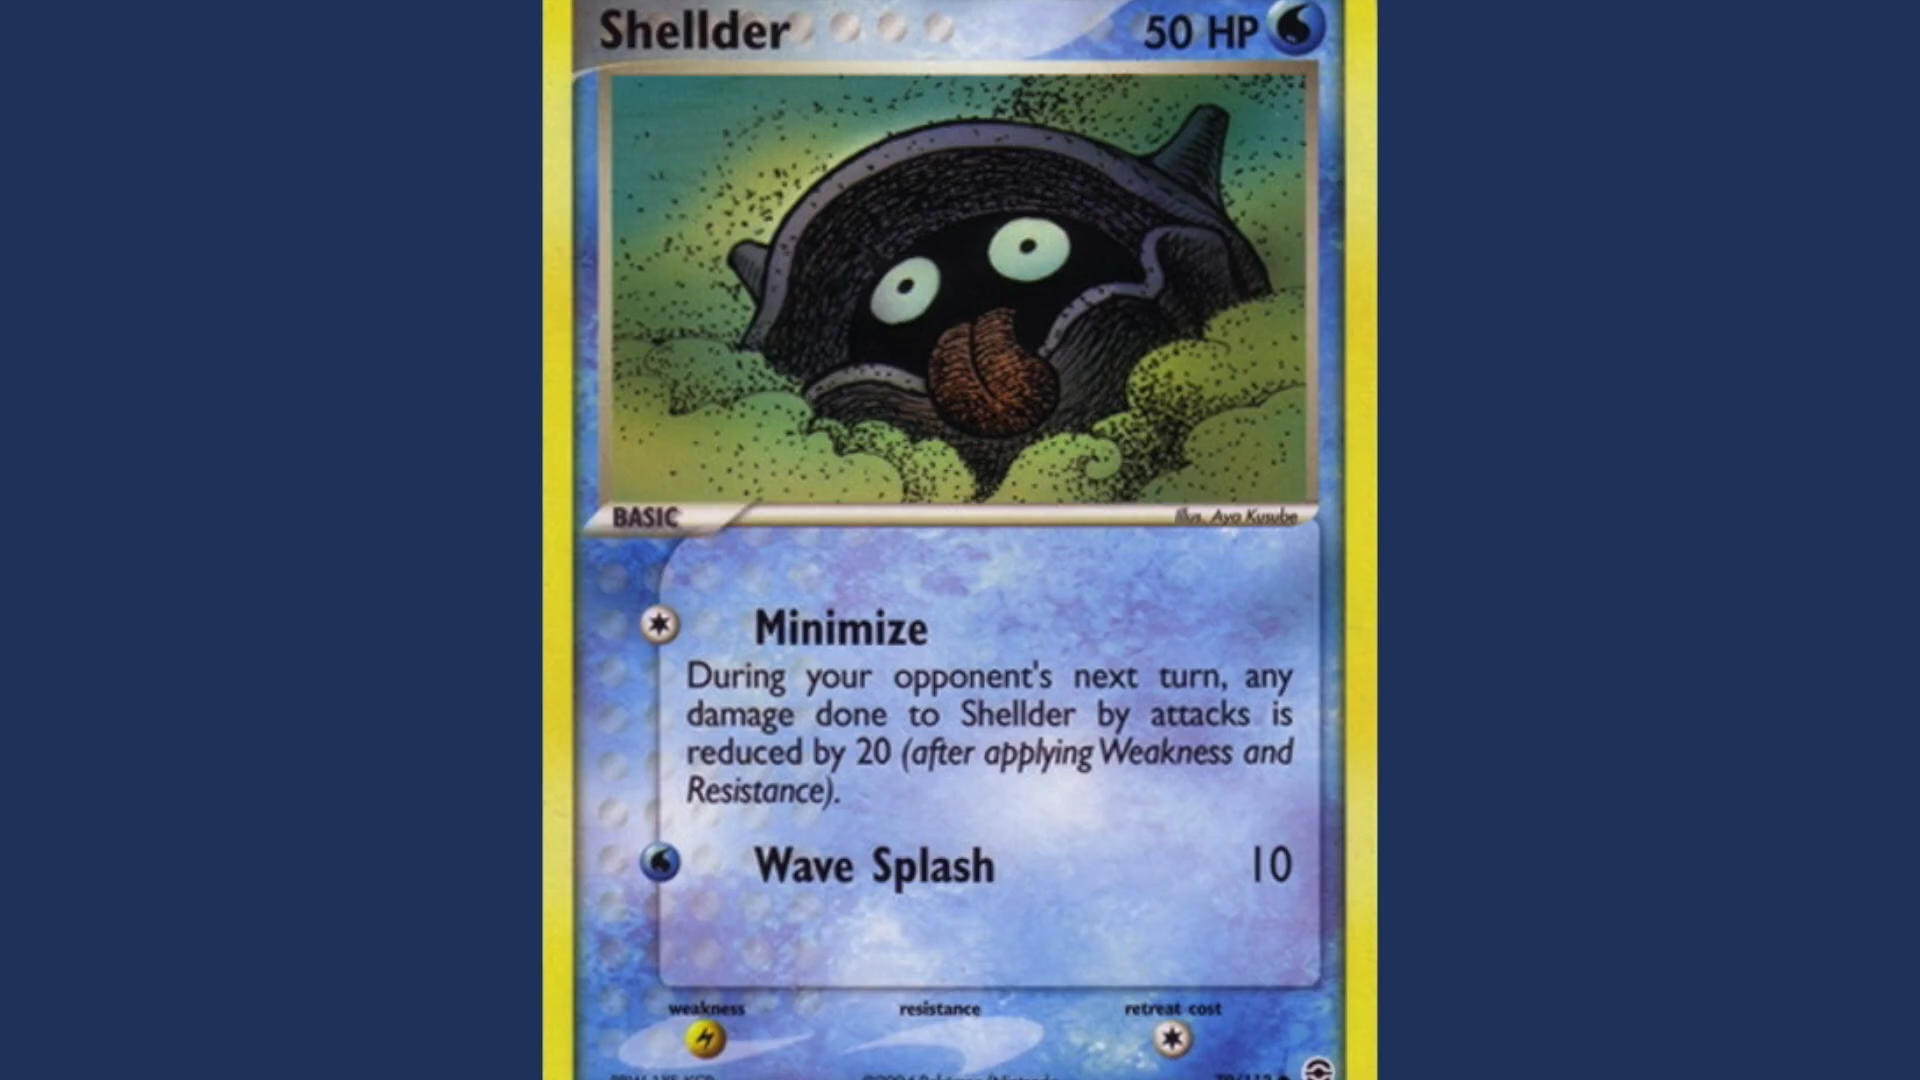 Shellder 50 HP
BASIC Illus. Aya Kusube
Minimize
During your opponent's next turn, any
damage done to Shellder by attacks is
reduced by 20 (after applying Weakness and
Resistance).
Wave Splash 10
weakness resistance retreat cost